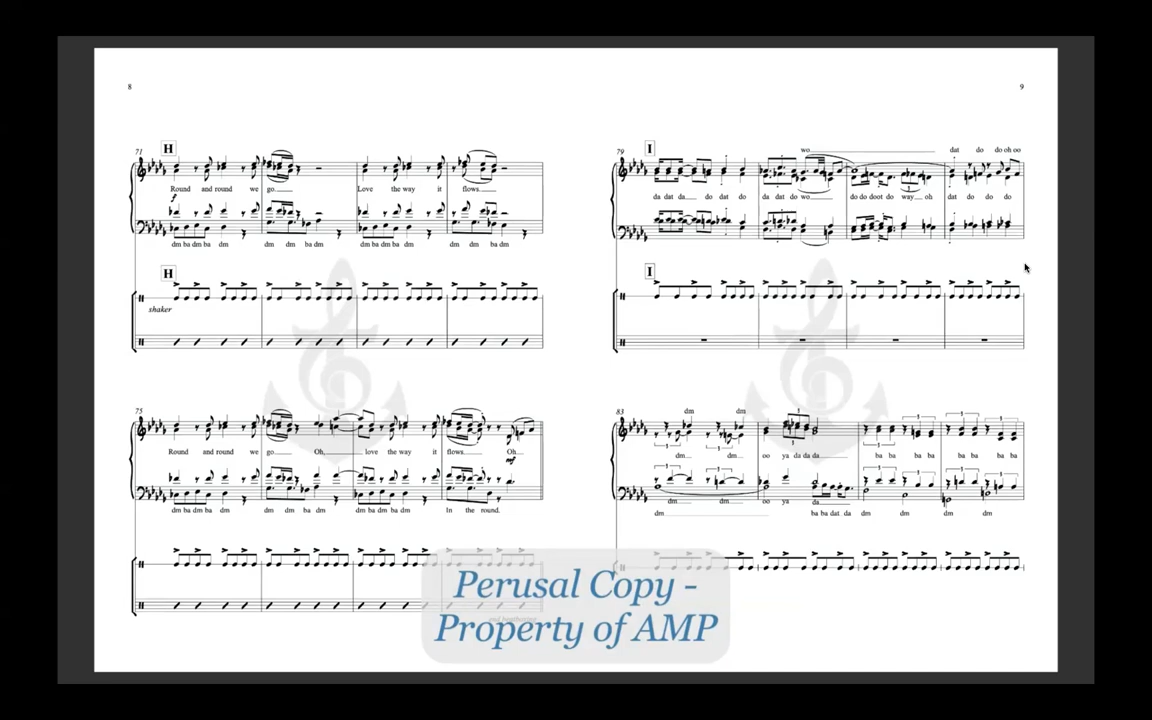 8
71
H
Round and round we go. Love the way it flows.
f
dm ba dm ba dm dm dm ba dm dm ba dm ba dm dm ba dm
H
shaker
75
Round and round we go. Oh, love the way it flows. Oh
mf
dm ba dm ba dm dm dm ba dm dm ba dm ba dm In the round.
9
79
I
wo dat do do oh oo
da dat da do dat do da dat do wo do do doot do way oh dat do do do
I
83
dm dm
dm dm oo ya da da da ba ba ba ba ba ba ba ba
dm dm oo ya da
dm ba ba dat da dm dm dm dm
Perusal Copy -
Property of AMP